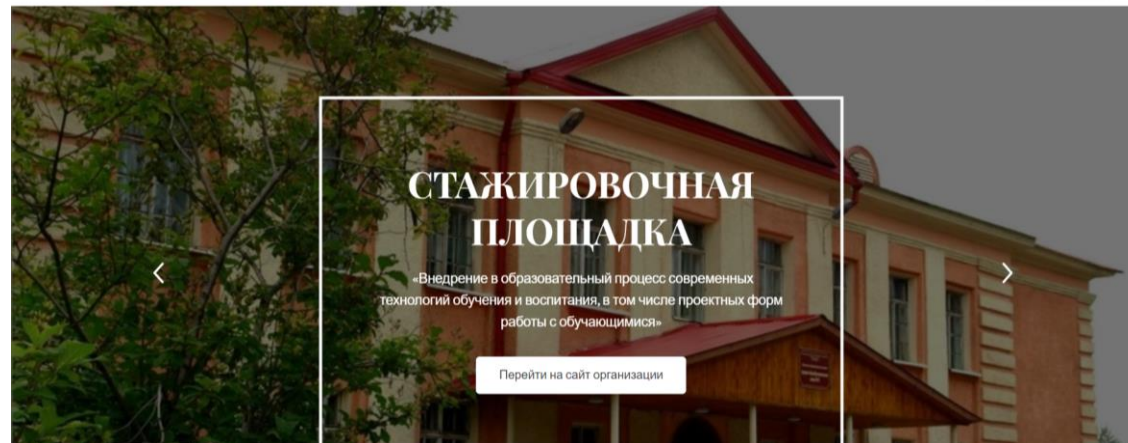 СТАЖИРОВОЧНАЯ
ПЛОЩАДКА
«Внедрение в образовательный процесс современных
технологий обучения и воспитания, в том числе проектных форм
работы с обучающимися»
Перейти на сайт организации